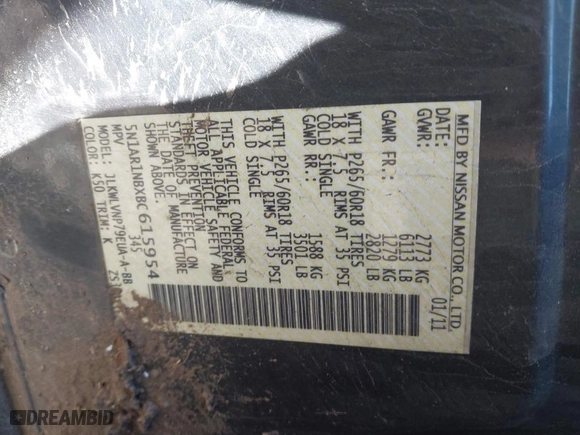 MFD BY NISSAN MOTOR CO., LTD.
01/11
GVWR: 2773 KG
6113 LB
GAWR FR.: 1279 KG
2820 LB
WITH P265/60R18 TIRES
18 X 7.5 RIMS AT 35 PSI
COLD SINGLE
GAWR RR.: 1588 KG
3501 LB
WITH P265/60R18 TIRES
18 X 7.5 RIMS AT 35 PSI
COLD SINGLE
THIS VEHICLE CONFORMS TO
ALL APPLICABLE FEDERAL
MOTOR VEHICLE SAFETY AND
THEFT PREVENTION
STANDARDS IN EFFECT ON
THE DATE OF MANUFACTURE
SHOWN ABOVE.
5N1AR1NBXBC615954
MPV 345
MODEL: J1KWLVNP79EUA-A-BB
COLOR: K50 TRIM: K
DREAMBID